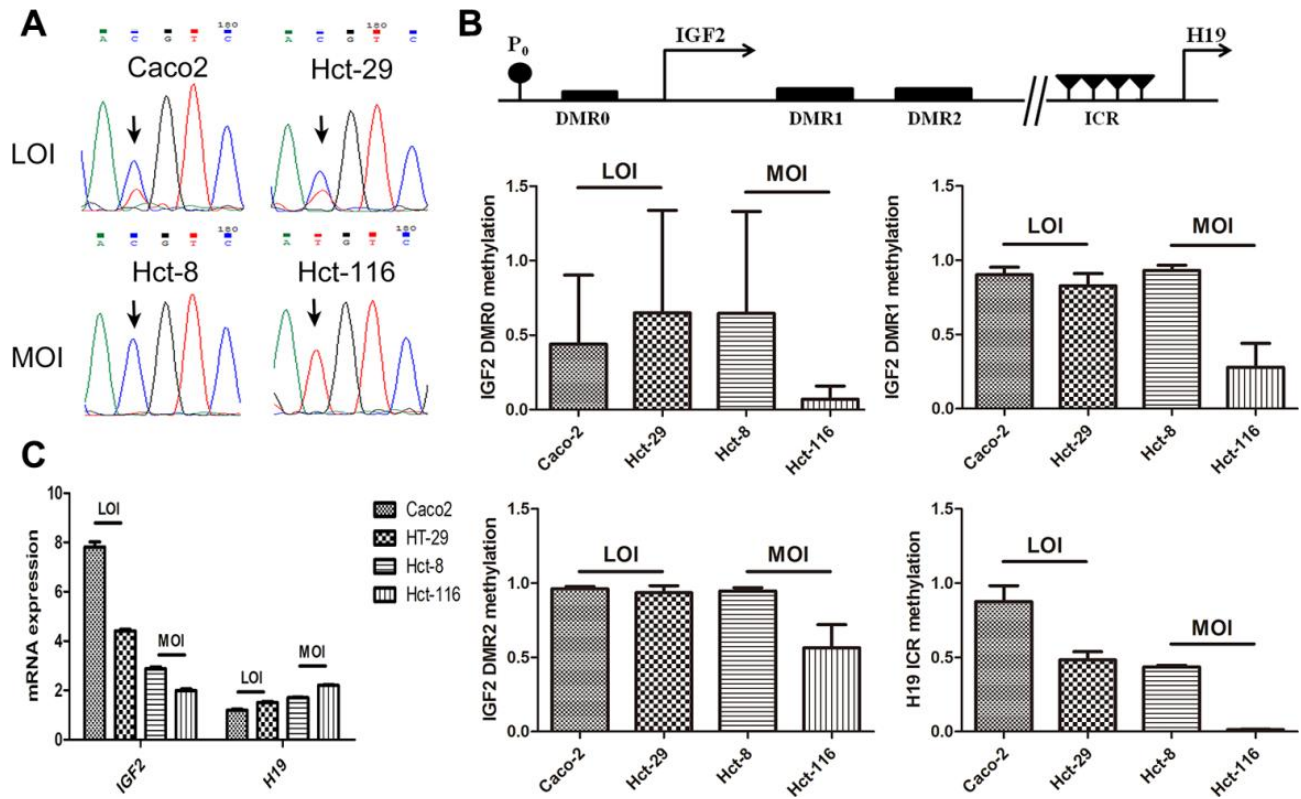 A
180
A C G T C
Caco2
180
A C G T C
Hct-29
LOI
180
A C G T C
Hct-8
180
A T G T C
Hct-116
MOI
B
P0
IGF2
H19
DMR0
DMR1
DMR2
ICR
IGF2 DMR0 methylation
1.5
1.0
0.5
0.0
LOI
MOI
Caco-2
Hct-29
Hct-8
Hct-116
IGF2 DMR1 methylation
1.5
1.0
0.5
0.0
LOI
MOI
Caco-2
Hct-29
Hct-8
Hct-116
C
mRNA expression
10
8
6
4
2
0
LOI
MOI
LOI
MOI
IGF2
H19
Caco2
HT-29
Hct-8
Hct-116
IGF2 DMR2 methylation
1.5
1.0
0.5
0.0
LOI
MOI
Caco-2
Hct-29
Hct-8
Hct-116
H19 ICR methylation
1.5
1.0
0.5
0.0
LOI
MOI
Caco-2
Hct-29
Hct-8
Hct-116